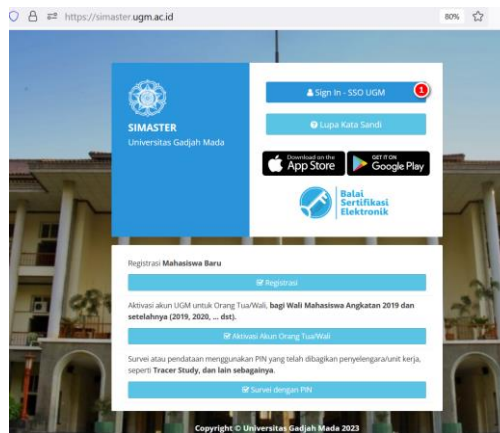 https://simaster.ugm.ac.id
80%
SIMASTER
Universitas Gadjah Mada
Sign In - SSO UGM
1
Lupa Kata Sandi
Download on the
App Store
GET IT ON
Google Play
Balai
Sertifikasi
Elektronik
Registrasi Mahasiswa Baru
Registrasi
Aktivasi akun UGM untuk Orang Tua/Wali, bagi Wali Mahasiswa Angkatan 2019 dan
setelahnya (2019, 2020, ... dst).
Aktivasi Akun Orang Tua/Wali
Survei atau pendataan menggunakan PIN yang telah dibagikan penyelengara/unit kerja,
seperti Tracer Study, dan lain sebagainya.
Survei dengan PIN
Copyright © Universitas Gadjah Mada 2023